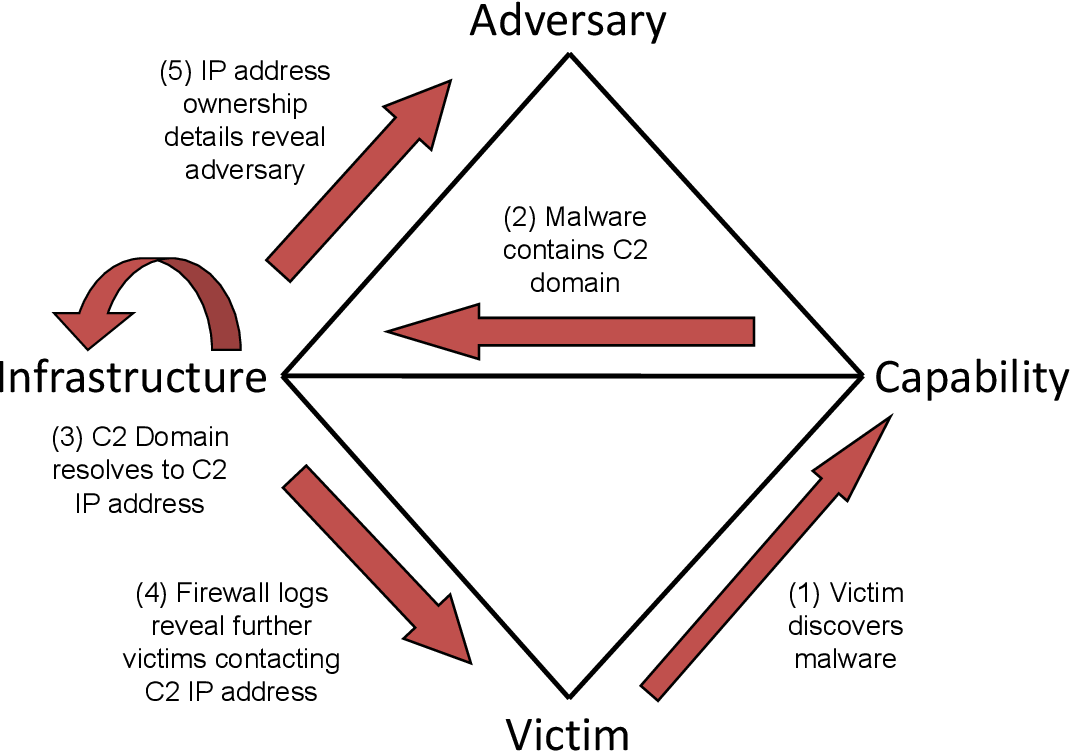 Adversary
(5) IP address
ownership
details reveal
adversary
(2) Malware
contains C2
domain
Infrastructure
Capability
(3) C2 Domain
resolves to C2
IP address
(4) Firewall logs
reveal further
victims contacting
C2 IP address
(1) Victim
discovers
malware
Victim